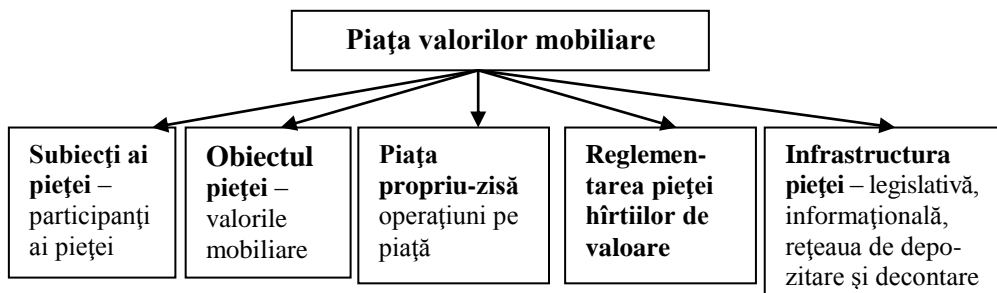 Piaţa valorilor mobiliare
Subiecţi ai
pieţei –
participanţi
ai pieţei
Obiectul
pieţei –
valorile
mobiliare
Piaţa
propriu-zisă
operaţiuni pe
piaţă
Reglemen-
tarea pieţei
hîrtiilor de
valoare
Infrastructura
pieţei – legislativă,
informaţională,
reţeaua de depo-
zitare şi decontare